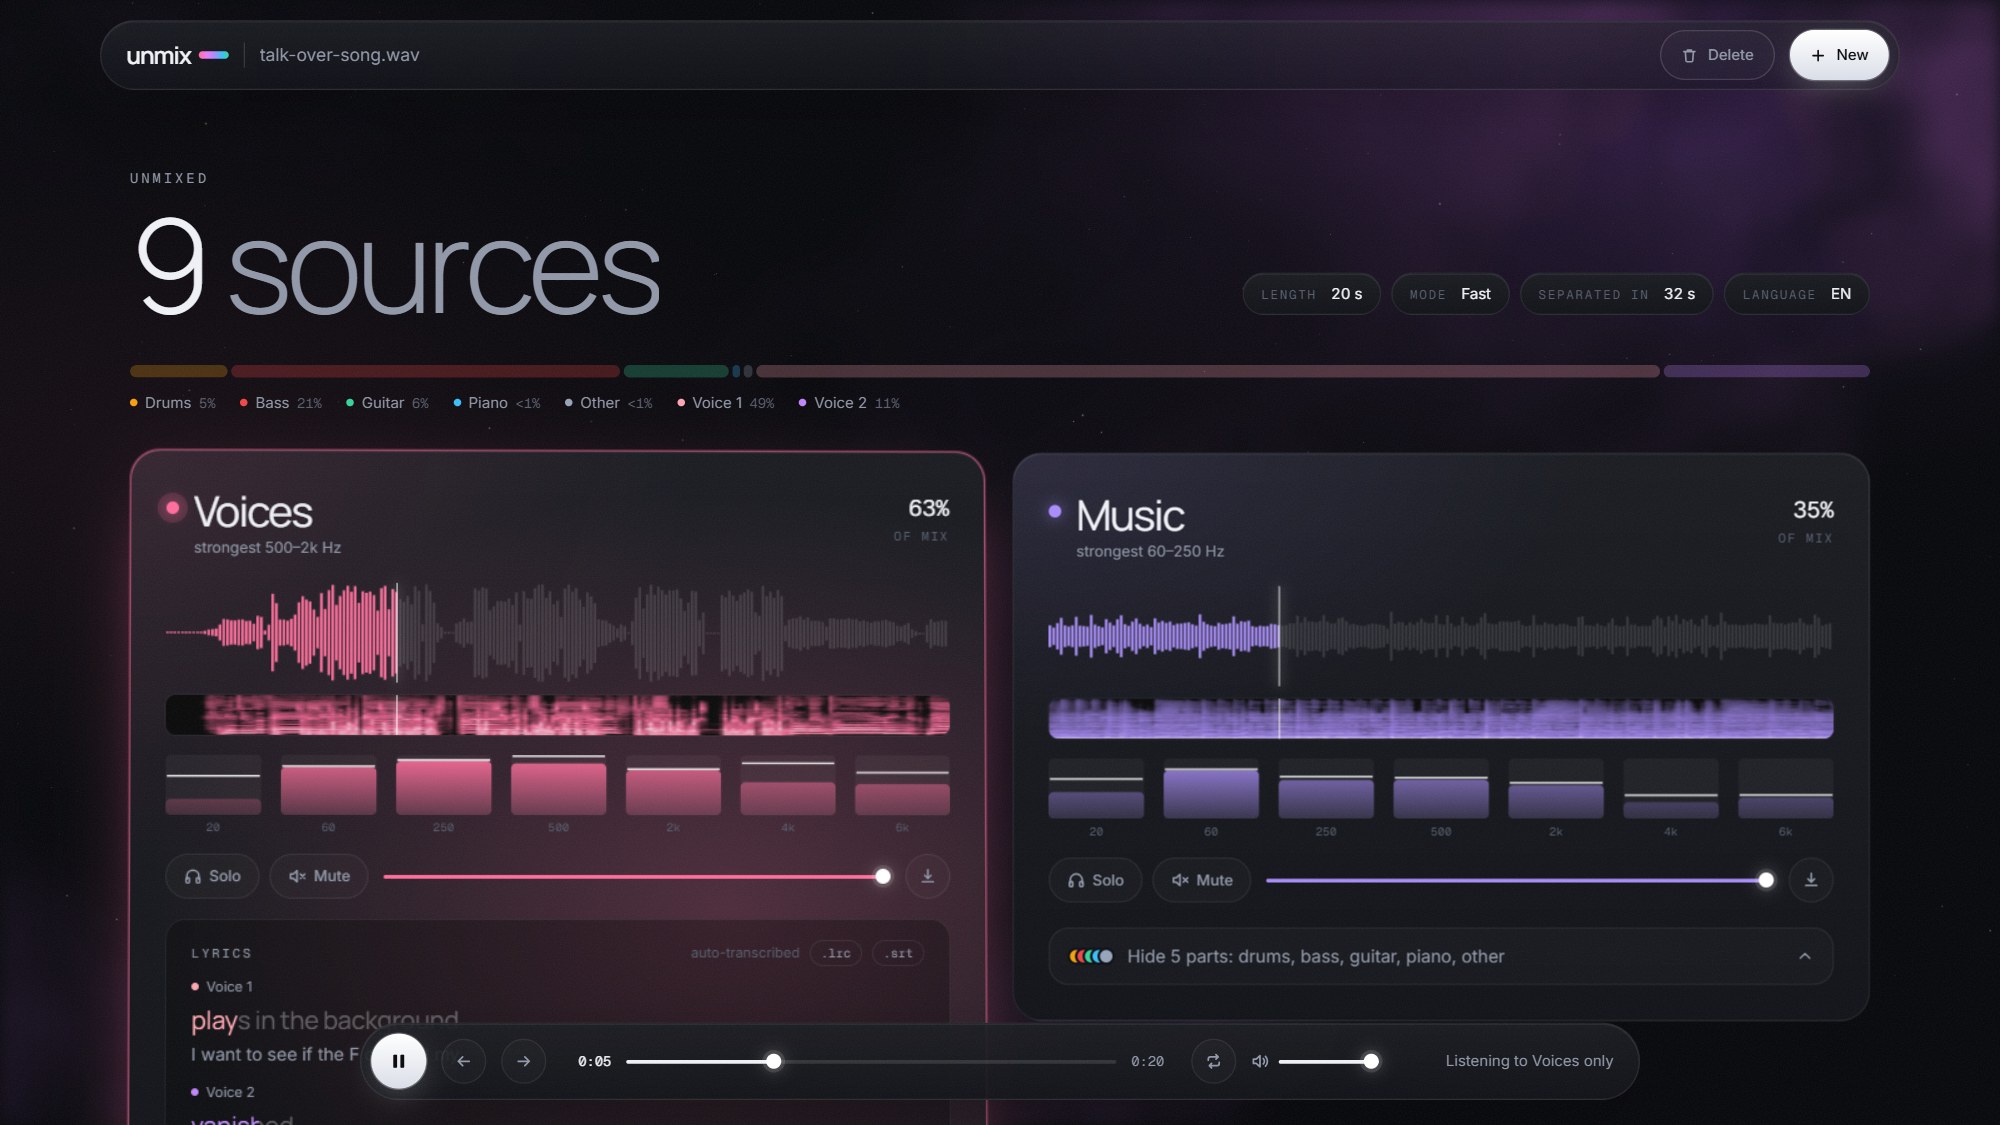 unmix talk-over-song.wav Delete New
UNMIXED
9 sources
LENGTH 20 s MODE Fast SEPARATED IN 32 s LANGUAGE EN
Drums 5% Bass 21% Guitar 6% Piano <1% Other <1% Voice 1 49% Voice 2 11%
Voices 63%
strongest 500–2k Hz OF MIX
20 60 250 500 2k 4k 6k
Solo Mute
LYRICS auto-transcribed .lrc .srt
Voice 1
plays in the background
I want to see if the F
Voice 2
vanished
Music 35%
strongest 60–250 Hz OF MIX
20 60 250 500 2k 4k 6k
Solo Mute
Hide 5 parts: drums, bass, guitar, piano, other
0:05 0:20 Listening to Voices only